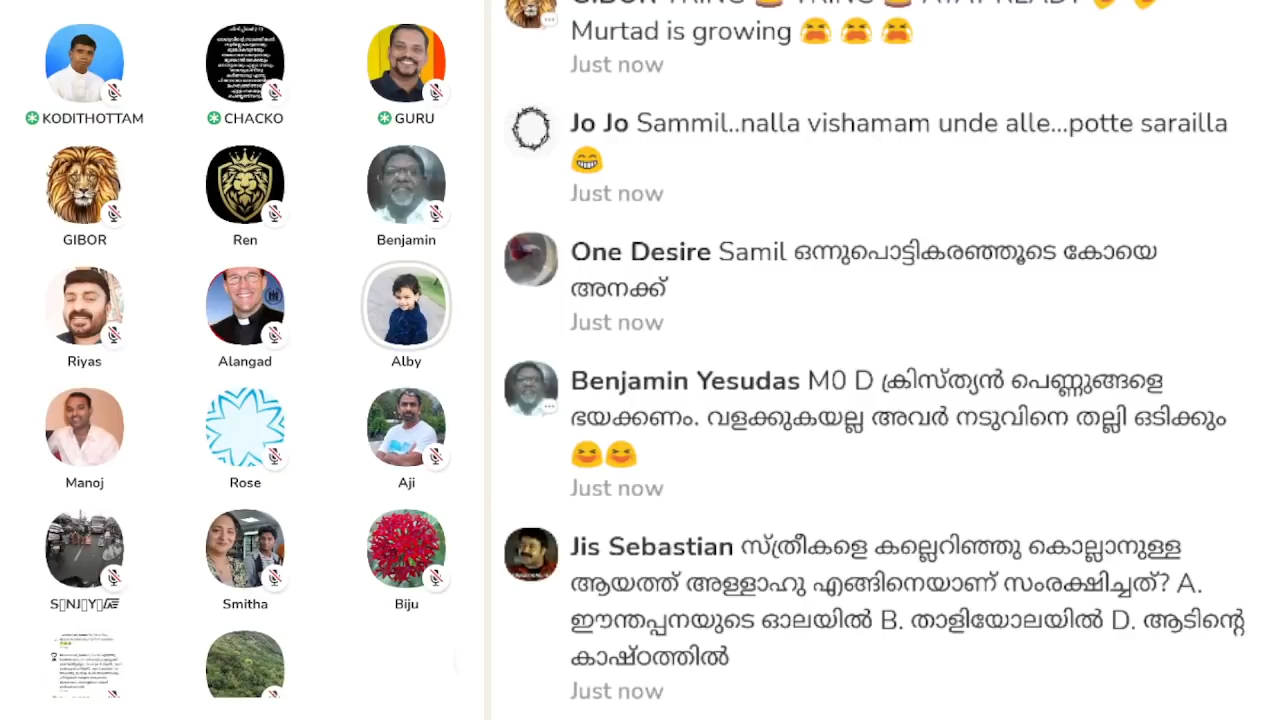 KODITHOTTAM
CHACKO
GURU
GIBOR
Ren
Benjamin
Riyas
Alangad
Alby
Manoj
Rose
Aji
Smitha
Biju
Murtad is growing 😫 😫 😫
Just now
Jo Jo Sammil..nalla vishamam unde alle...potte sarailla
😁
Just now
One Desire Samil ഒന്നുപൊട്ടികരഞ്ഞൂടെ കോയെ
അനക്ക്
Just now
Benjamin Yesudas M0 D ക്രിസ്ത്യൻ പെണ്ണുങ്ങളെ
ഭയക്കണം. വളക്കുകയല്ല അവർ നടുവിനെ തല്ലി ഒടിക്കും
😆😆
Just now
Jis Sebastian സ്ത്രീകളെ കല്ലെറിഞ്ഞു കൊല്ലാനുള്ള
ആയത്ത് അള്ളാഹു എങ്ങിനെയാണ് സംരക്ഷിച്ചത്? A.
ഈന്തപ്പനയുടെ ഓലയിൽ B. താളിയോലയിൽ D. ആടിന്റെ
കാഷ്ഠത്തിൽ
Just now